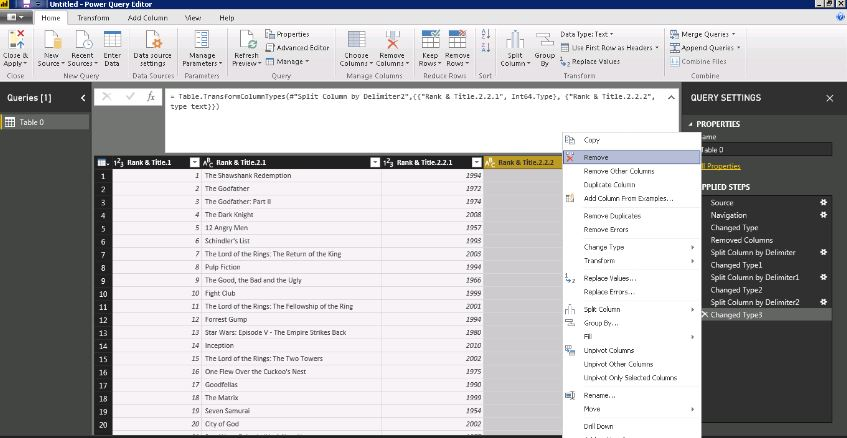 Untitled - Power Query Editor
Home Transform Add Column View Help
Close & Apply New Source Recent Sources Enter Data Data source settings Manage Parameters Refresh Preview Properties Advanced Editor Manage Choose Columns Remove Columns Keep Rows Remove Rows Split Column Group By Data Type: Text Use First Row as Headers Replace Values Merge Queries Append Queries Combine Files
Close New Query Data Sources Parameters Query Manage Columns Reduce Rows Sort Transform Combine
Queries [1]
Table 0
fx
= Table.TransformColumnTypes(#"Split Column by Delimiter2",{{"Rank & Title.2.2.1", Int64.Type}, {"Rank & Title.2.2.2",
type text}})
Rank & Title.1 Rank & Title.2.1 Rank & Title.2.2.1 Rank & Title.2.2.2
1 1 The Shawshank Redemption 1994
2 2 The Godfather 1972
3 3 The Godfather: Part II 1974
4 4 The Dark Knight 2008
5 5 12 Angry Men 1957
6 6 Schindler's List 1993
7 7 The Lord of the Rings: The Return of the King 2003
8 8 Pulp Fiction 1994
9 9 The Good, the Bad and the Ugly 1966
10 10 Fight Club 1999
11 11 The Lord of the Rings: The Fellowship of the Ring 2001
12 12 Forrest Gump 1994
13 13 Star Wars: Episode V - The Empire Strikes Back 1980
14 14 Inception 2010
15 15 The Lord of the Rings: The Two Towers 2002
16 16 One Flew Over the Cuckoo's Nest 1975
17 17 Goodfellas 1990
18 18 The Matrix 1999
19 19 Seven Samurai 1954
20 20 City of God 2002
Copy
Remove
Remove Other Columns
Duplicate Column
Add Column From Examples...
Remove Duplicates
Remove Errors
Change Type
Transform
Replace Values...
Replace Errors...
Split Column
Group By...
Fill
Unpivot Columns
Unpivot Other Columns
Unpivot Only Selected Columns
Rename...
Move
Drill Down
QUERY SETTINGS
PROPERTIES
Name
Table 0
All Properties
APPLIED STEPS
Source
Navigation
Changed Type
Removed Columns
Split Column by Delimiter
Changed Type1
Split Column by Delimiter1
Changed Type2
Split Column by Delimiter2
Changed Type3